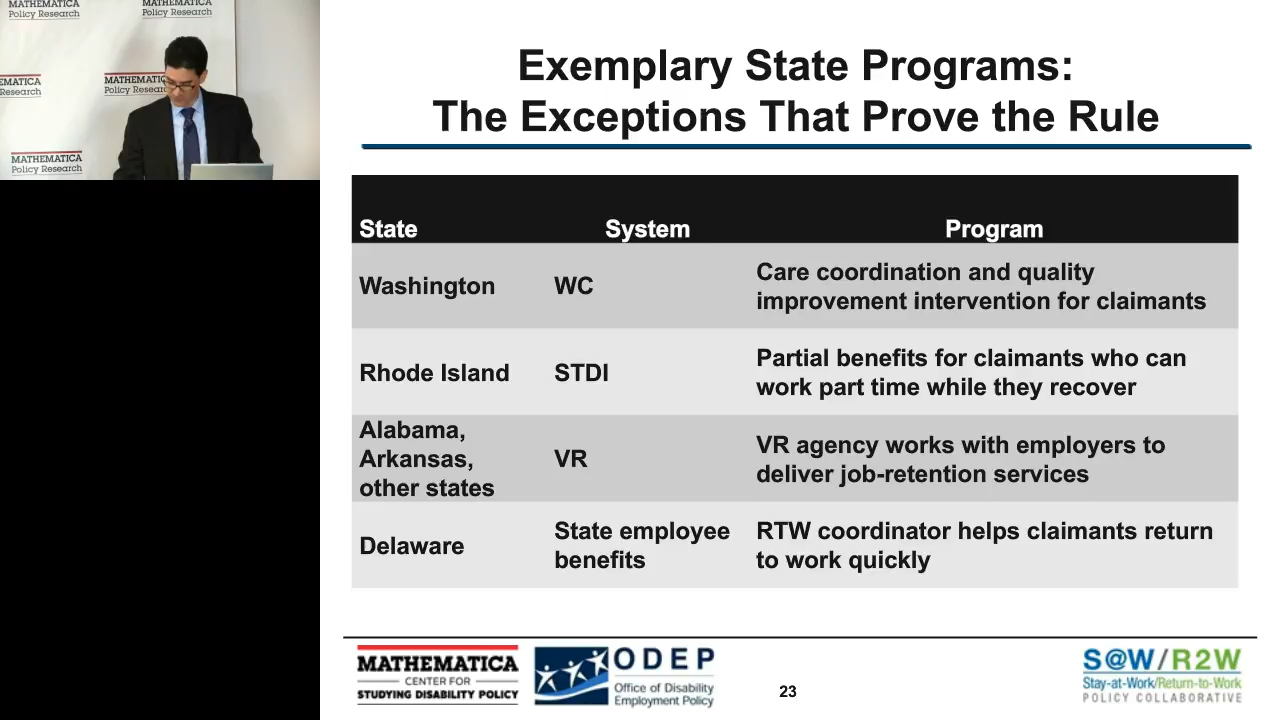 MATHEMATICA
Policy Research
MATHEMATICA
Policy Research
EMATICA
Research
MATHEMATICA
Policy Research
MATHEMATICA
Policy Research
Exemplary State Programs:
The Exceptions That Prove the Rule
State System Program
Washington WC Care coordination and quality
improvement intervention for claimants
Rhode Island STDI Partial benefits for claimants who can
work part time while they recover
Alabama,
Arkansas,
other states
VR
VR agency works with employers to
deliver job-retention services
Delaware
State employee
benefits
RTW coordinator helps claimants return
to work quickly
MATHEMATICA
CENTER FOR
STUDYING DISABILITY POLICY
ODEP
Office of Disability
Employment Policy
23
S@W/R2W
Stay-at-Work/Return-to-Work
POLICY COLLABORATIVE